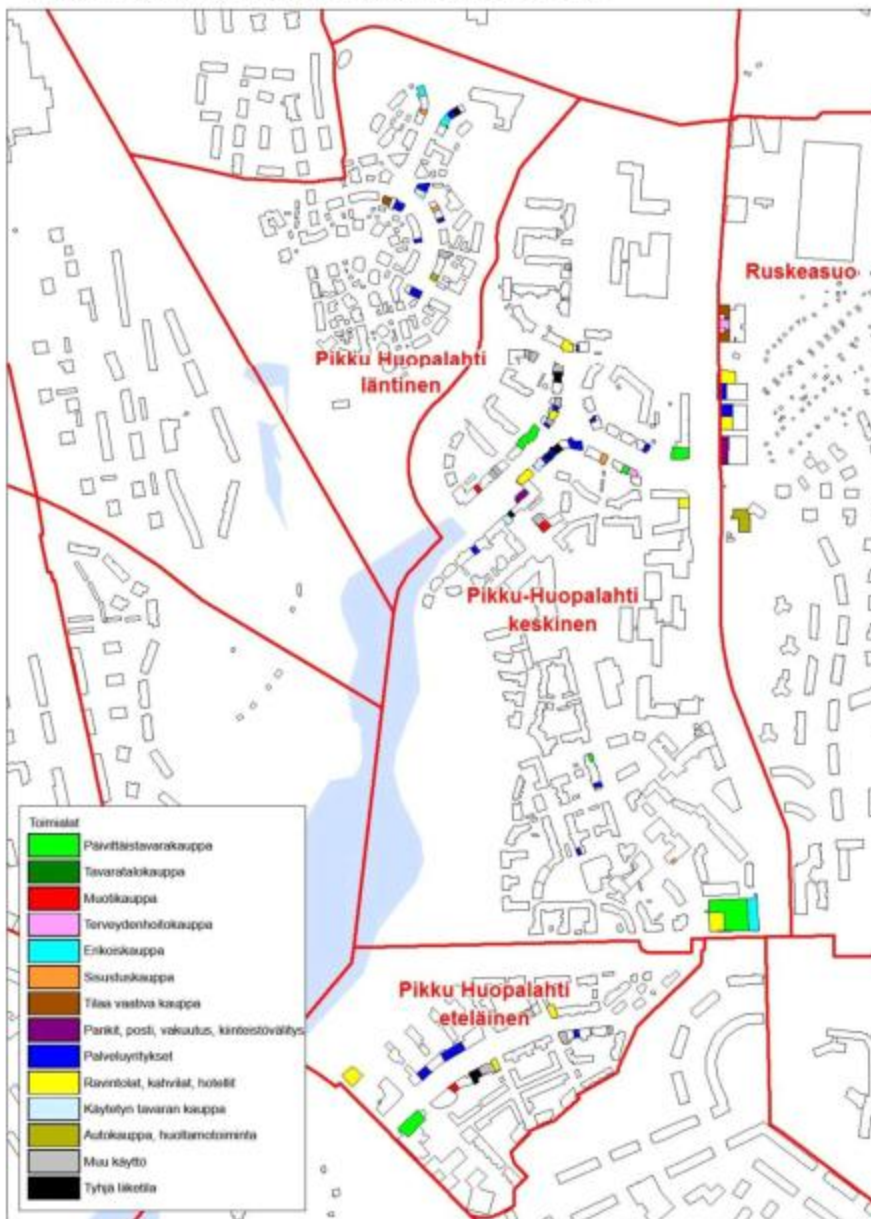 Ruskeasuo
Pikku Huopalahti
läntinen
Pikku-Huopalahti
keskinen
Pikku Huopalahti
eteläinen
Toimialat
Päivittäistavarakauppa
Tavaratalokauppa
Muotikauppa
Terveydenhoitokauppa
Erikoiskauppa
Sisustuskauppa
Tilaa vaativa kauppa
Pankit, posti, vakuutus, kiinteistövälitys
Palveluyritykset
Ravintolat, kahvilat, hotellit
Käytetyn tavaran kauppa
Autokauppa, huoltamotoiminta
Muu käyttö
Tyhjä liiketila